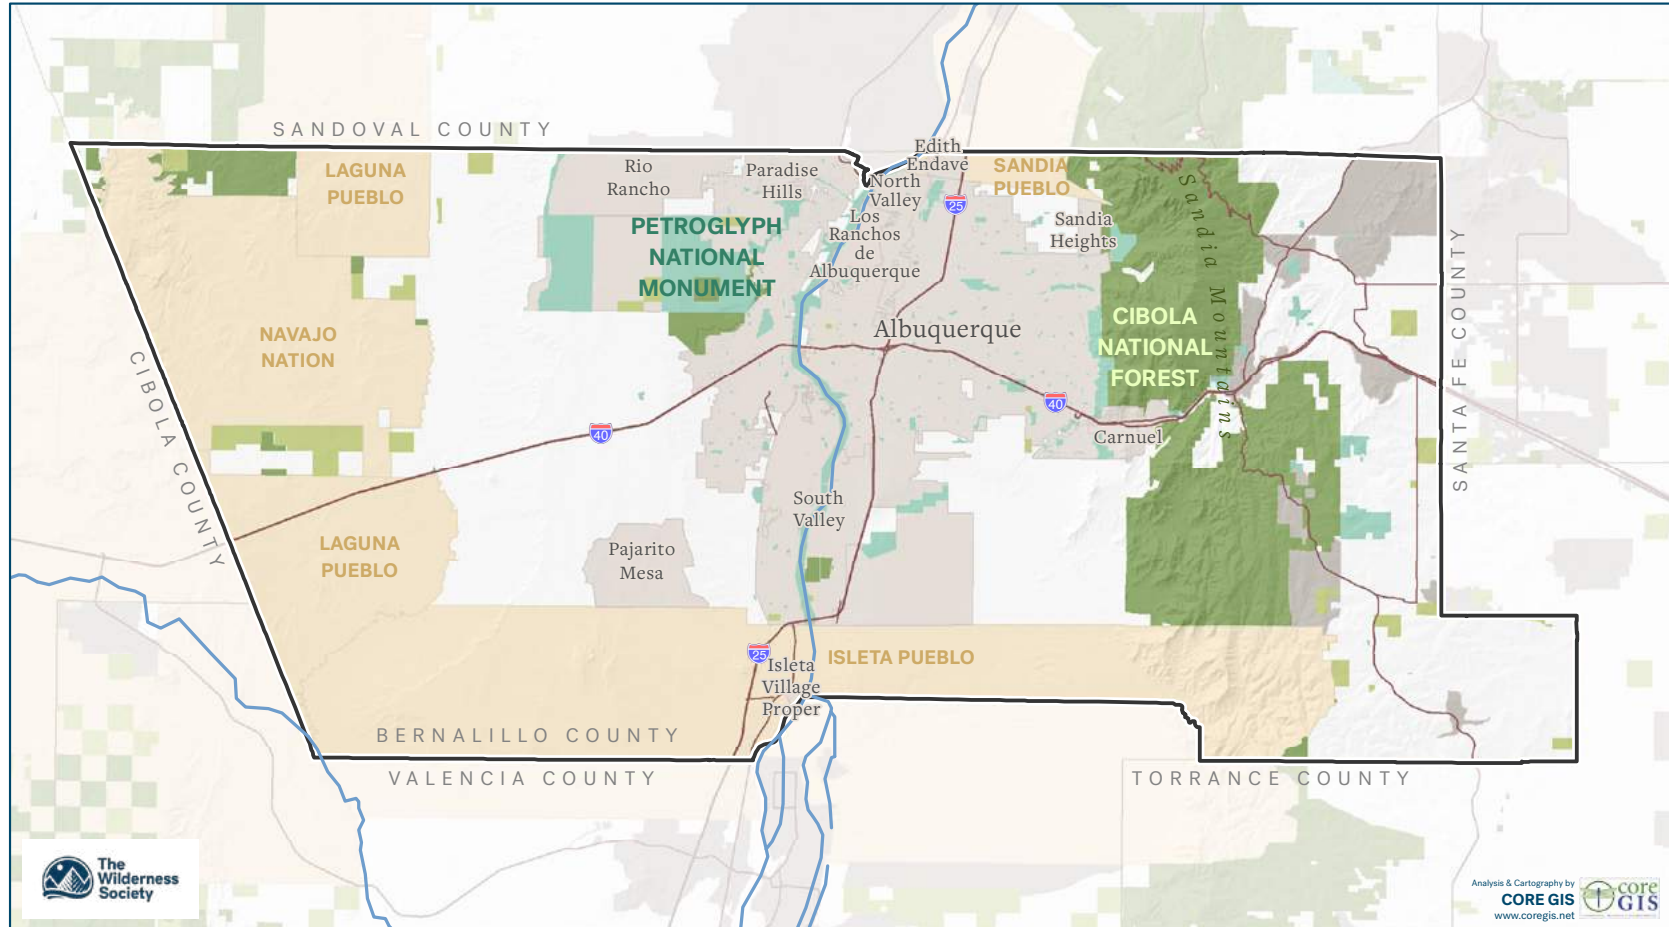 SANDOVAL COUNTY
Edith
Endave
LAGUNA
PUEBLO
Rio
Rancho
Paradise
Hills
North
Valley
SANDIA
PUEBLO
25
Los
Ranchos
de
Albuquerque
Sandia
Heights
Sandia Mountains
PETROGLYPH
NATIONAL
MONUMENT
NAVAJO
NATION
Albuquerque
CIBOLA
NATIONAL
FOREST
CIBOLA COUNTY
SANTA FE COUNTY
40
40
Carnuel
South
Valley
LAGUNA
PUEBLO
Pajarito
Mesa
25
Isleta
Village
Proper
ISLETA PUEBLO
BERNALILLO COUNTY
VALENCIA COUNTY
TORRANCE COUNTY
The
Wilderness
Society
Analysis & Cartography by
CORE GIS
www.coregis.net
core
GIS